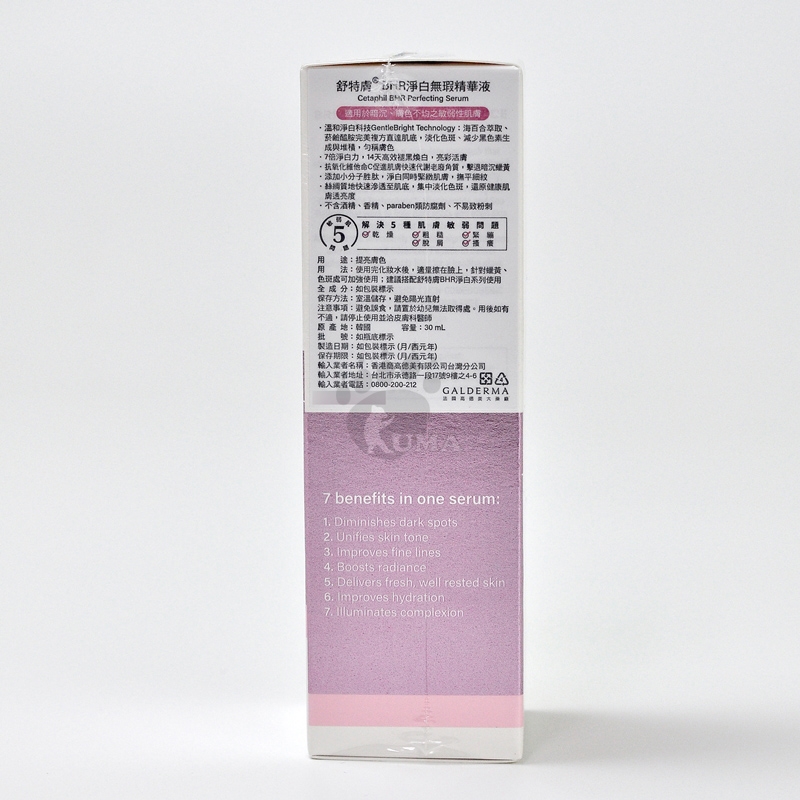 舒特膚® BHR淨白無瑕精華液
Cetaphil BHR Perfecting Serum
適用於暗沉、膚色不均之敏弱性肌膚
・溫和淨白科技GentleBright Technology：海百合萃取、
菸鹼醯胺完美複方直達肌底，淡化色斑、減少黑色素生
成與堆積，勻稱膚色
・7倍淨白力，14天高效褪黑煥白，亮彩活膚
・抗氧化維他命C促進肌膚快速代謝老廢角質，擊退暗沉蠟黃
・添加小分子胜肽，淨白同時緊緻肌膚，撫平細紋
・絲綢質地快速滲透至肌底，集中淡化色斑，還原健康肌
膚透亮度
・不含酒精、香精、paraben類防腐劑、不易致粉刺
敏弱肌
5
問題
解決5種肌膚敏弱問題
乾燥 粗糙 緊繃
脫屑 搔癢
用 途：提亮膚色
用 法：使用完化妝水後，適量擦在臉上，針對蠟黃、
色斑處可加強使用；建議搭配舒特膚BHR淨白系列使用
全 成 分：如包裝標示
保存方法：室溫儲存，避免陽光直射
注意事項：避免誤食，請置於幼兒無法取得處。用後如有
不適，請停止使用並洽皮膚科醫師
原 產 地：韓國 容量：30 mL
批 號：如瓶底標示
製造日期：如包裝標示 (月/西元年)
保存期限：如包裝標示 (月/西元年)
輸入業者名稱：香港商高德美有限公司台灣分公司
輸入業者地址：台北市承德路一段17號9樓之4-6
輸入業者電話：0800-200-212
GALDERMA
法國高德美大藥廠
KUMA
7 benefits in one serum:
1. Diminishes dark spots
2. Unifies skin tone
3. Improves fine lines
4. Boosts radiance
5. Delivers fresh, well rested skin
6. Improves hydration
7. Illuminates complexion